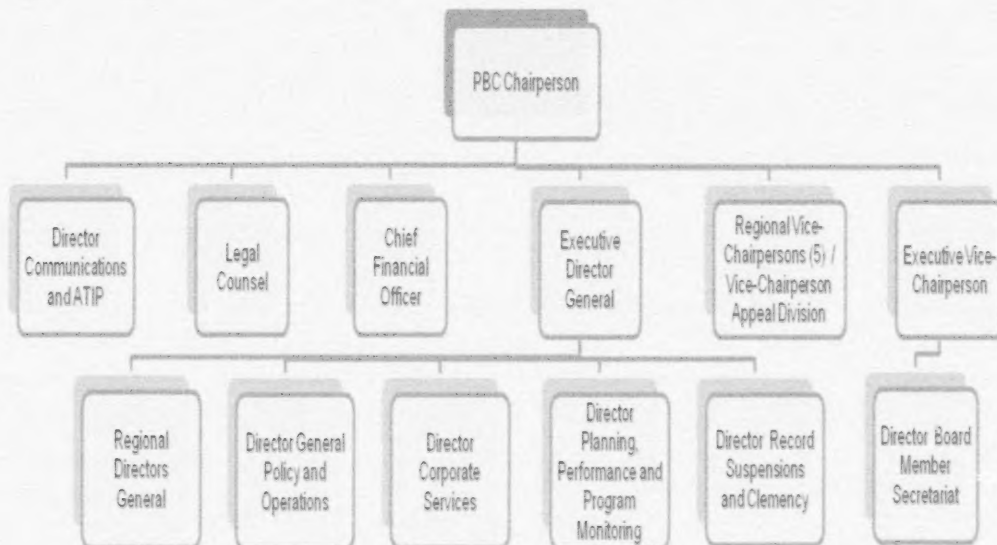 PBC Chairperson
Director
Communications
and ATIP
Legal
Counsel
Chief
Financial
Officer
Executive
Director
General
Regional Vice-
Chairpersons (5) /
Vice-Chairperson
Appeal Division
Executive Vice-
Chairperson
Regional
Directors
General
Director General
Policy and
Operations
Director
Corporate
Services
Director
Planning,
Performance and
Program
Monitoring
Director Record
Suspensions
and Clemency
Director Board
Member
Secretariat